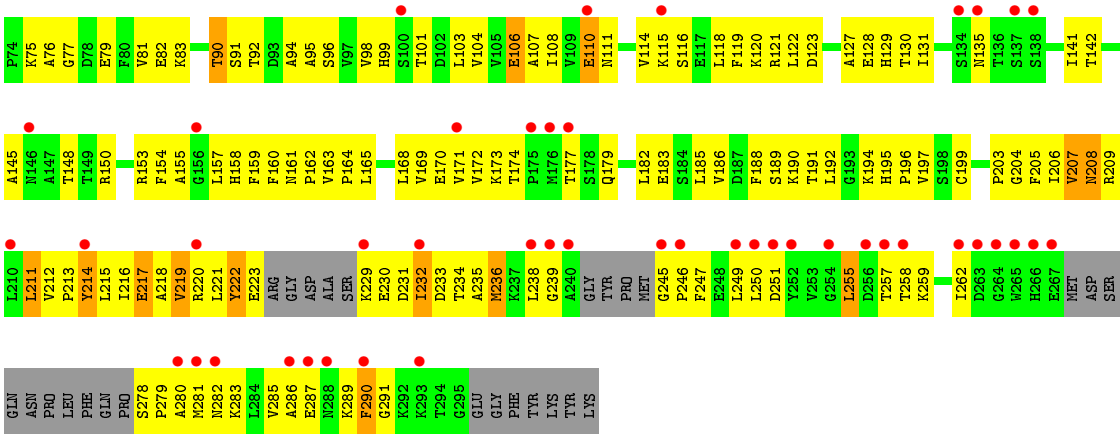 P74 K75 A76 G77 D78 E79 F80 V81 E82 K83 T90 S91 T92 D93 A94 A95 S96 V97 V98 H99 S100 T101 D102 L103 V104 V105 E106 A107 I108 V109 E110 N111 V114 K115 S116 E117 L118 F119 K120 R121 L122 D123 A127 E128 H129 T130 I131 S134 N135 T136 S137 S138 I141 T142
A145 N146 A147 T148 T149 R150 R153 F154 A155 G156 L157 H158 F159 F160 N161 P162 V163 P164 L165 L168 V169 E170 V171 V172 K173 T174 P175 M176 T177 S178 Q179 L182 E183 S184 L185 V186 D187 F188 S189 K190 T191 L192 G193 K194 H195 P196 V197 S198 C199 P203 G204 F205 I206 V207 N208 R209
L210 L211 V212 P213 Y214 L215 I216 E217 A218 V219 R220 L221 Y222 E223 ARG GLY ASP ALA SER K229 E230 D231 I232 D233 T234 A235 M236 K237 L238 G239 A240 GLY TYR PRO MET G245 P246 F247 E248 L249 L250 D251 Y252 V253 G254 L255 D256 T257 T258 K259 I262 D263 G264 W265 H266 E267 MET ASP SER
GLN ASN PRO LEU PHE GLN PRO S278 P279 A280 M281 N282 K283 L284 V285 A286 E287 N288 K289 F290 G291 K292 K293 T294 G295 GLU GLY PHE TYR LYS TYR LYS